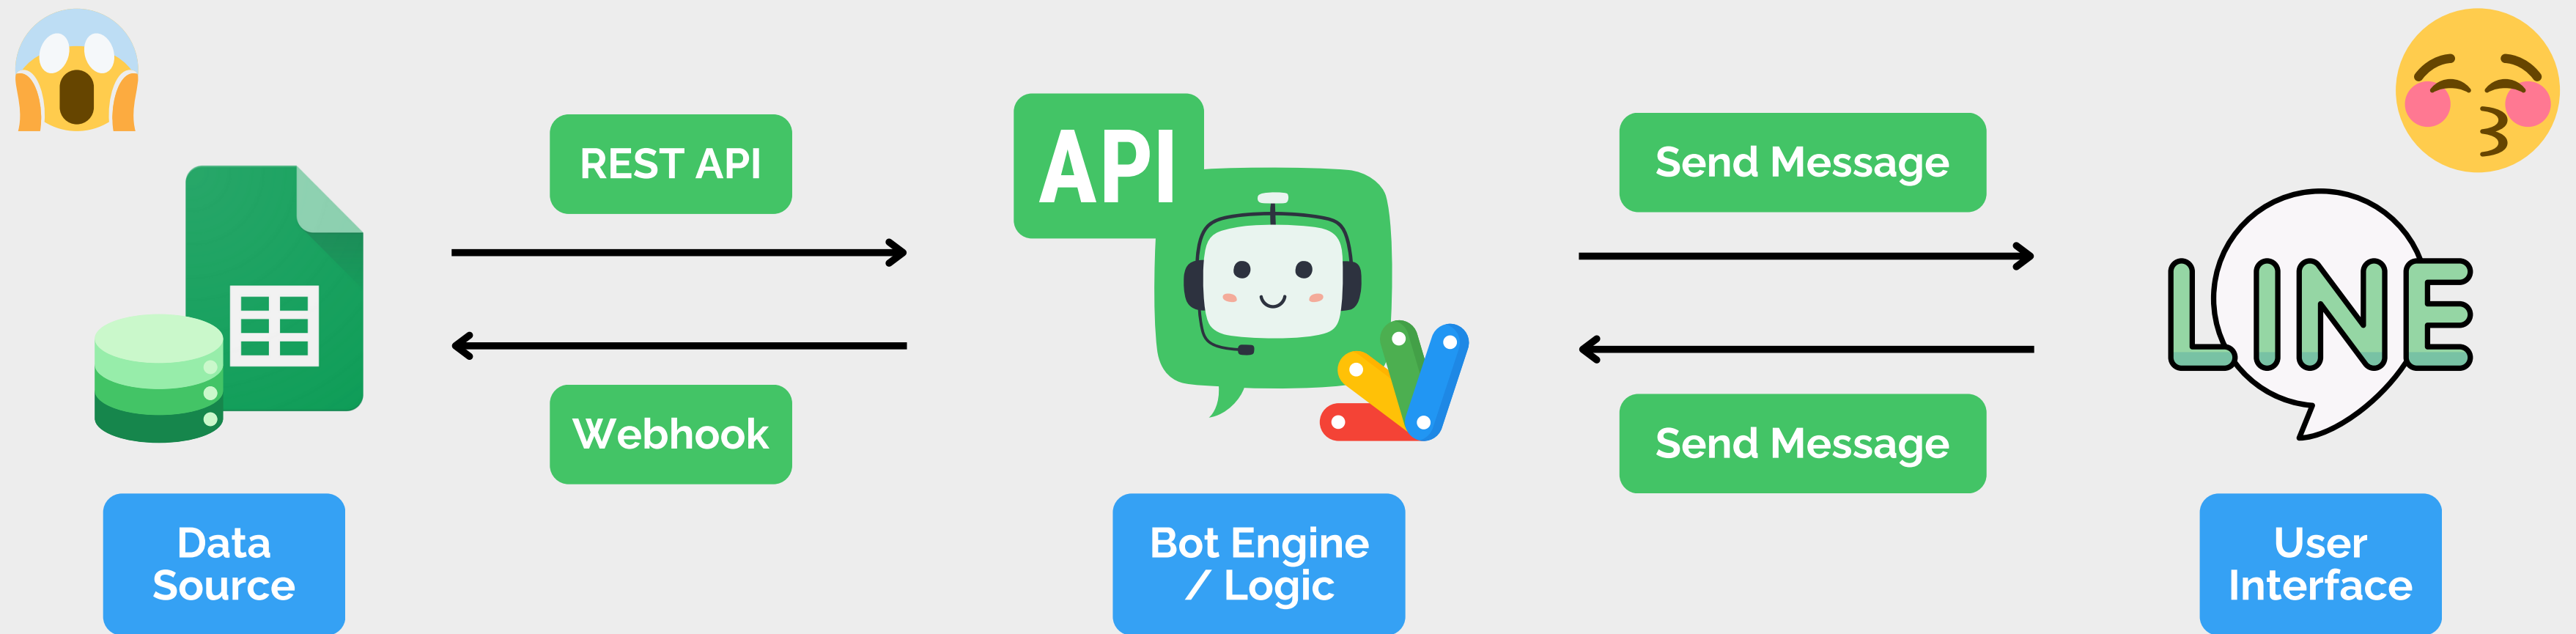 REST API
API
Send Message
LINE
Webhook
Send Message
Data
Source
Bot Engine
/ Logic
User
Interface